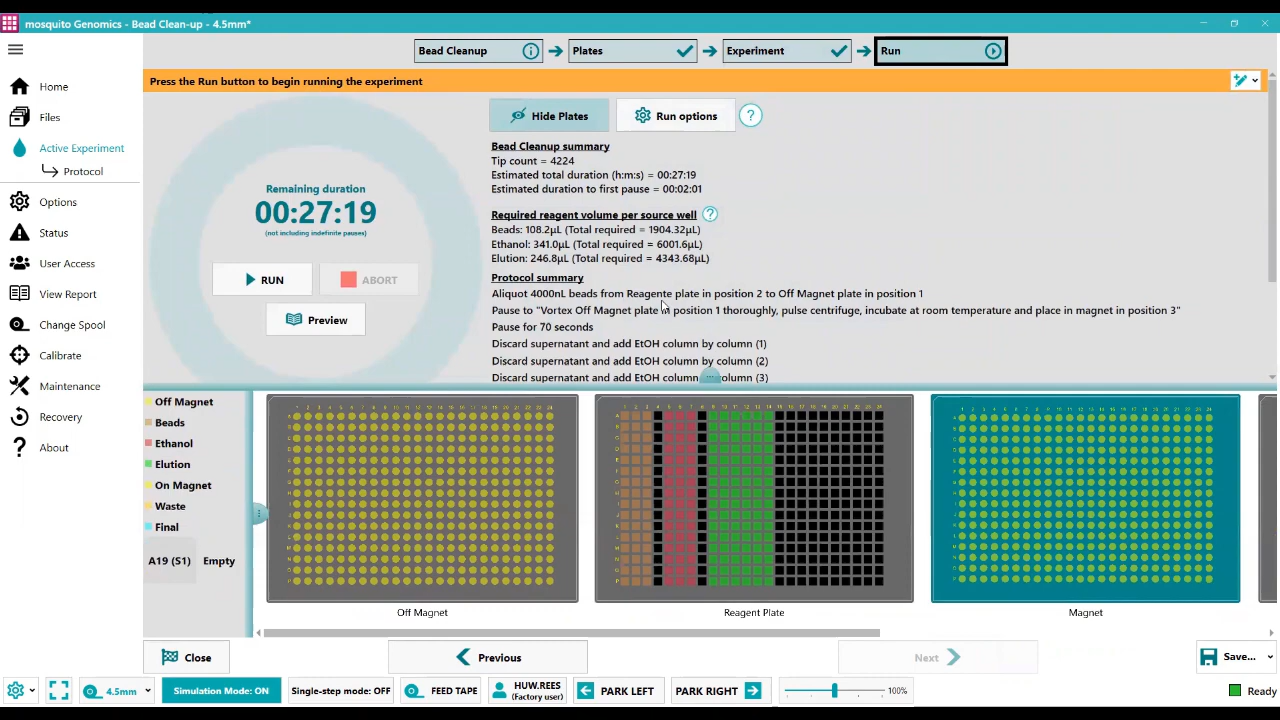 mosquito Genomics - Bead Clean-up - 4.5mm*
Bead Cleanup
Plates
Experiment
Run
Press the Run button to begin running the experiment
Home
Files
Active Experiment
Protocol
Options
Status
User Access
View Report
Change Spool
Calibrate
Maintenance
Recovery
About
Remaining duration
00:27:19
(not including indefinite pauses)
RUN
ABORT
Preview
Hide Plates
Run options
?
Bead Cleanup summary
Tip count = 4224
Estimated total duration (h:m:s) = 00:27:19
Estimated duration to first pause = 00:02:01
Required reagent volume per source well
?
Beads: 108.2µL (Total required = 1904.32µL)
Ethanol: 341.0µL (Total required = 6001.6µL)
Elution: 246.8µL (Total required = 4343.68µL)
Protocol summary
Aliquot 4000nL beads from Reagente plate in position 2 to Off Magnet plate in position 1
Pause to "Vortex Off Magnet plate in position 1 thoroughly, pulse centrifuge, incubate at room temperature and place in magnet in position 3"
Pause for 70 seconds
Discard supernatant and add EtOH column by column (1)
Discard supernatant and add EtOH column by column (2)
Discard supernatant and add EtOH column column (3)
Off Magnet
Beads
Ethanol
Elution
On Magnet
Waste
Final
A19 (S1) Empty
Off Magnet
Reagent Plate
Magnet
Close
Previous
Next
Save...
4.5mm
Simulation Mode: ON
Single-step mode: OFF
FEED TAPE
HUW.REES
(Factory user)
PARK LEFT
PARK RIGHT
100%
Ready